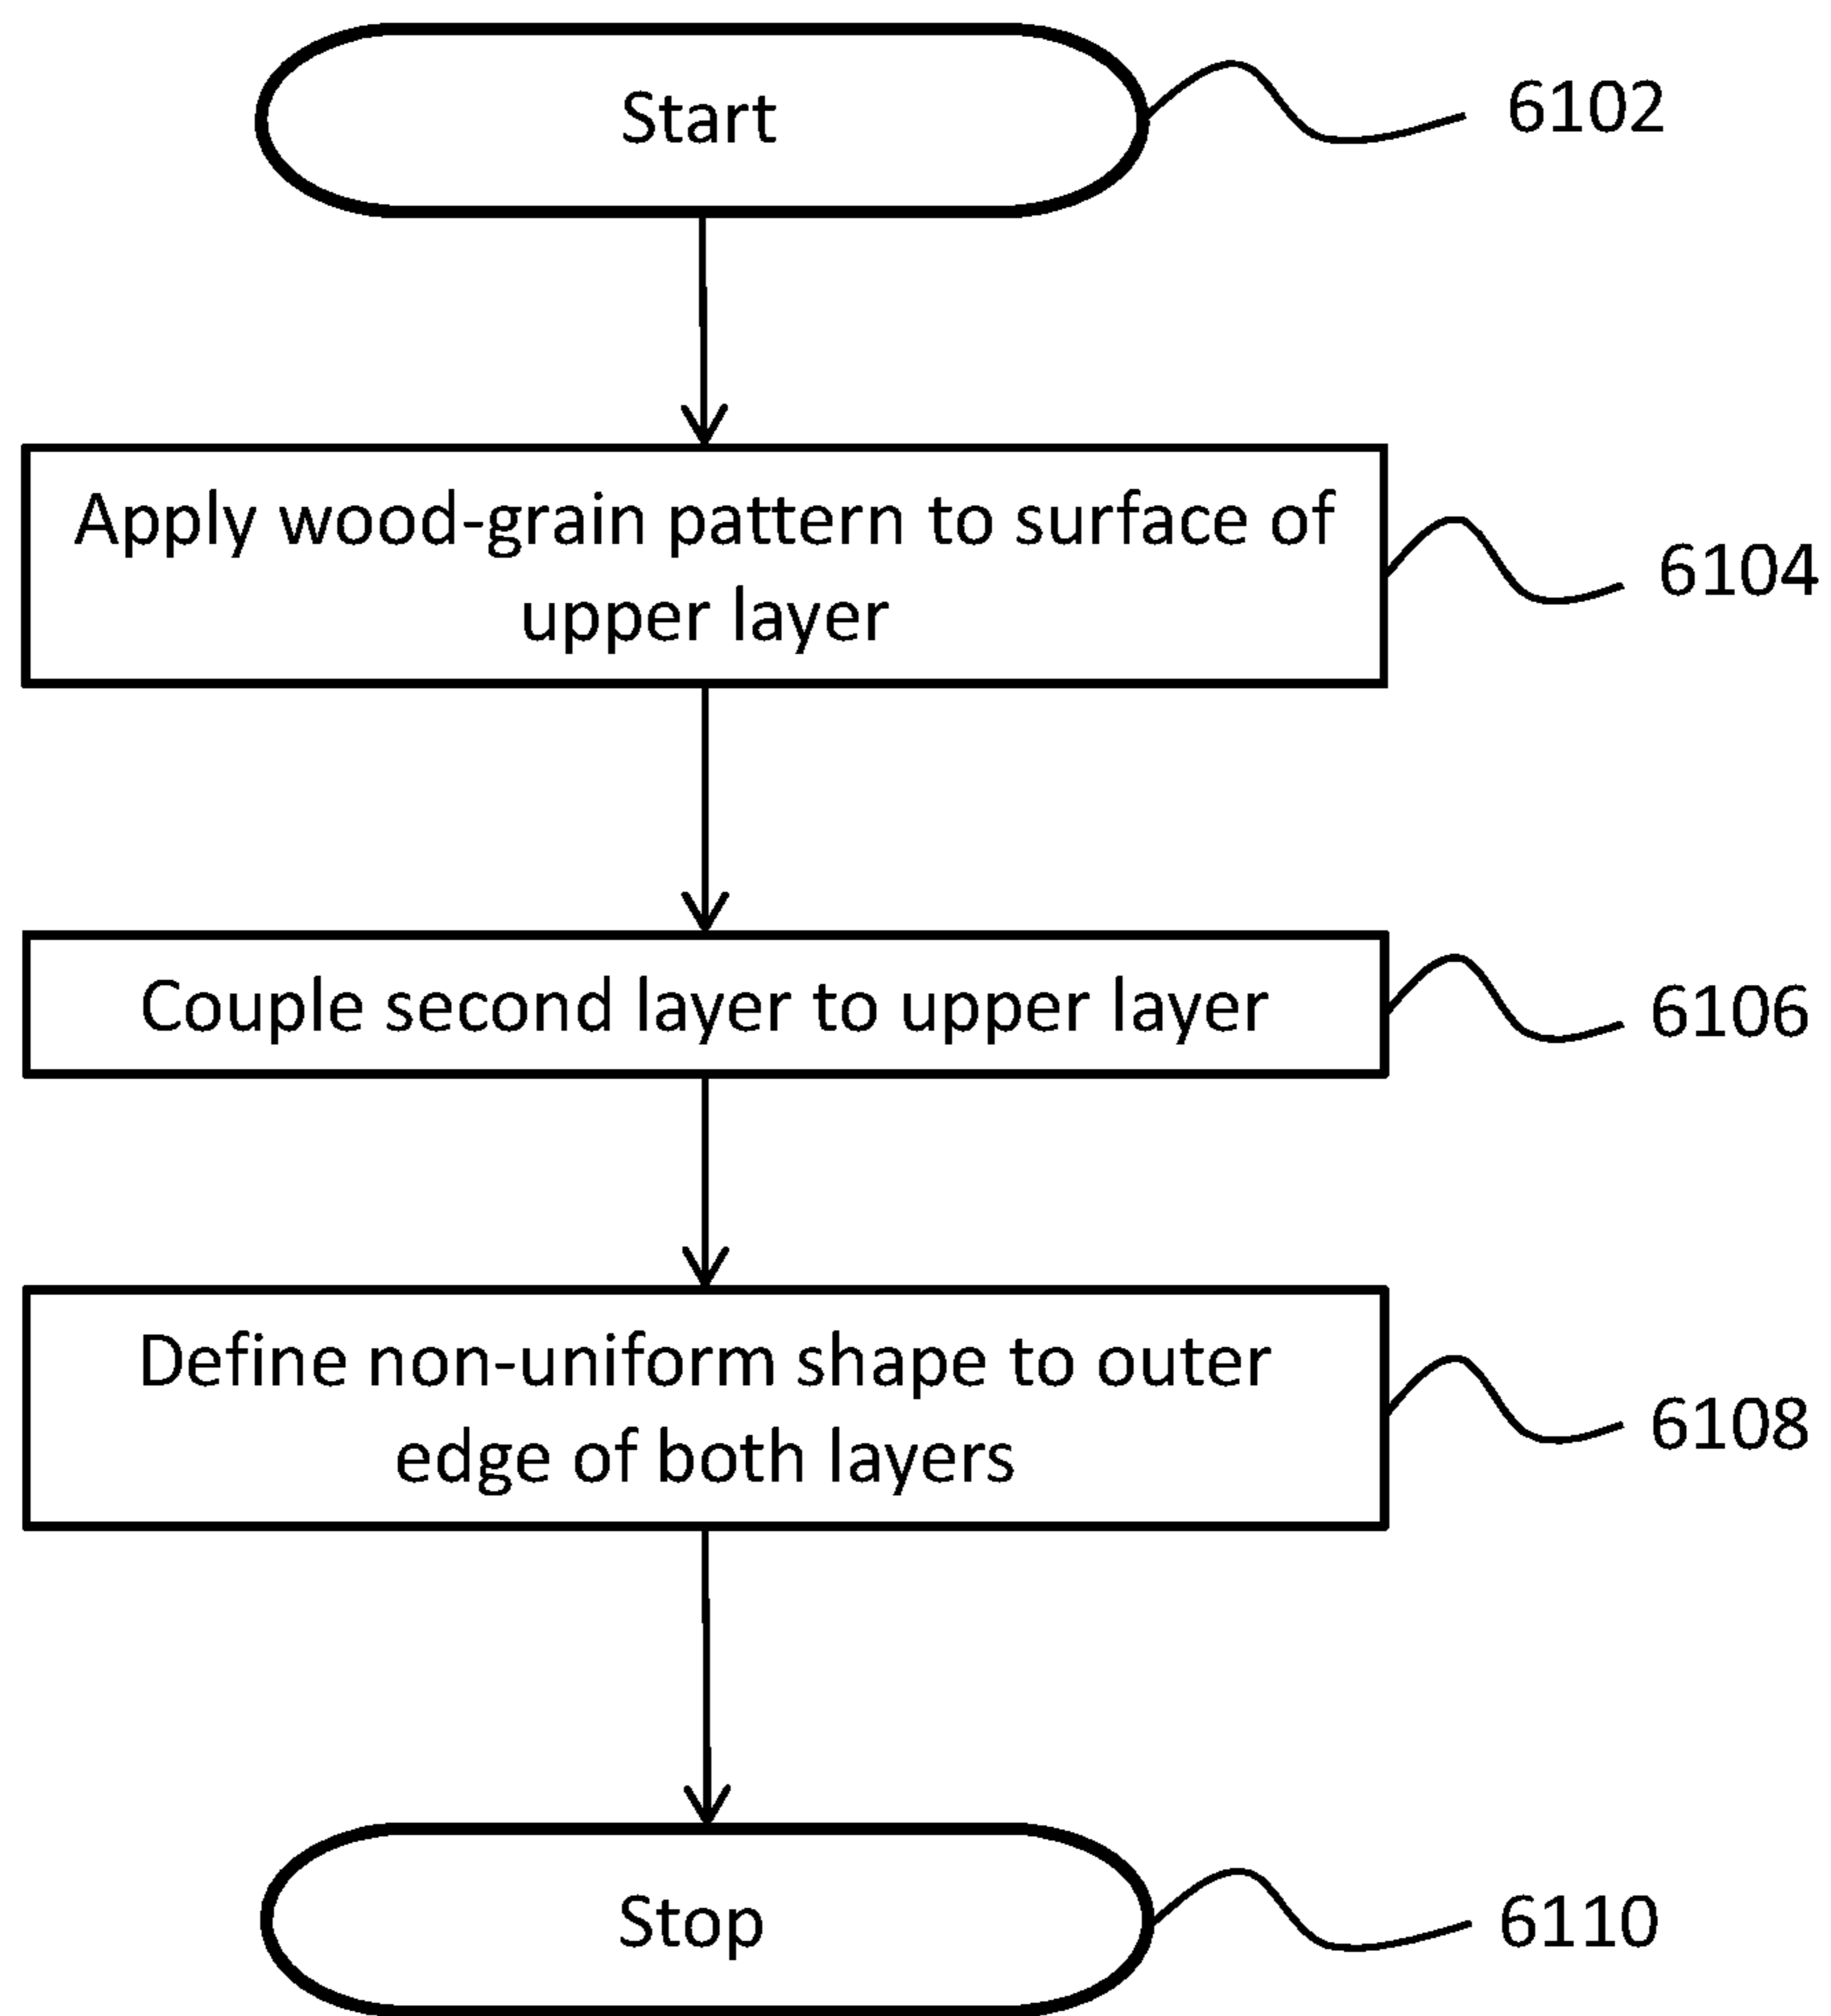 Start
6102
Apply wood-grain pattern to surface of
upper layer
6104
Couple second layer to upper layer
6106
Define non-uniform shape to outer
edge of both layers
6108
Stop
6110